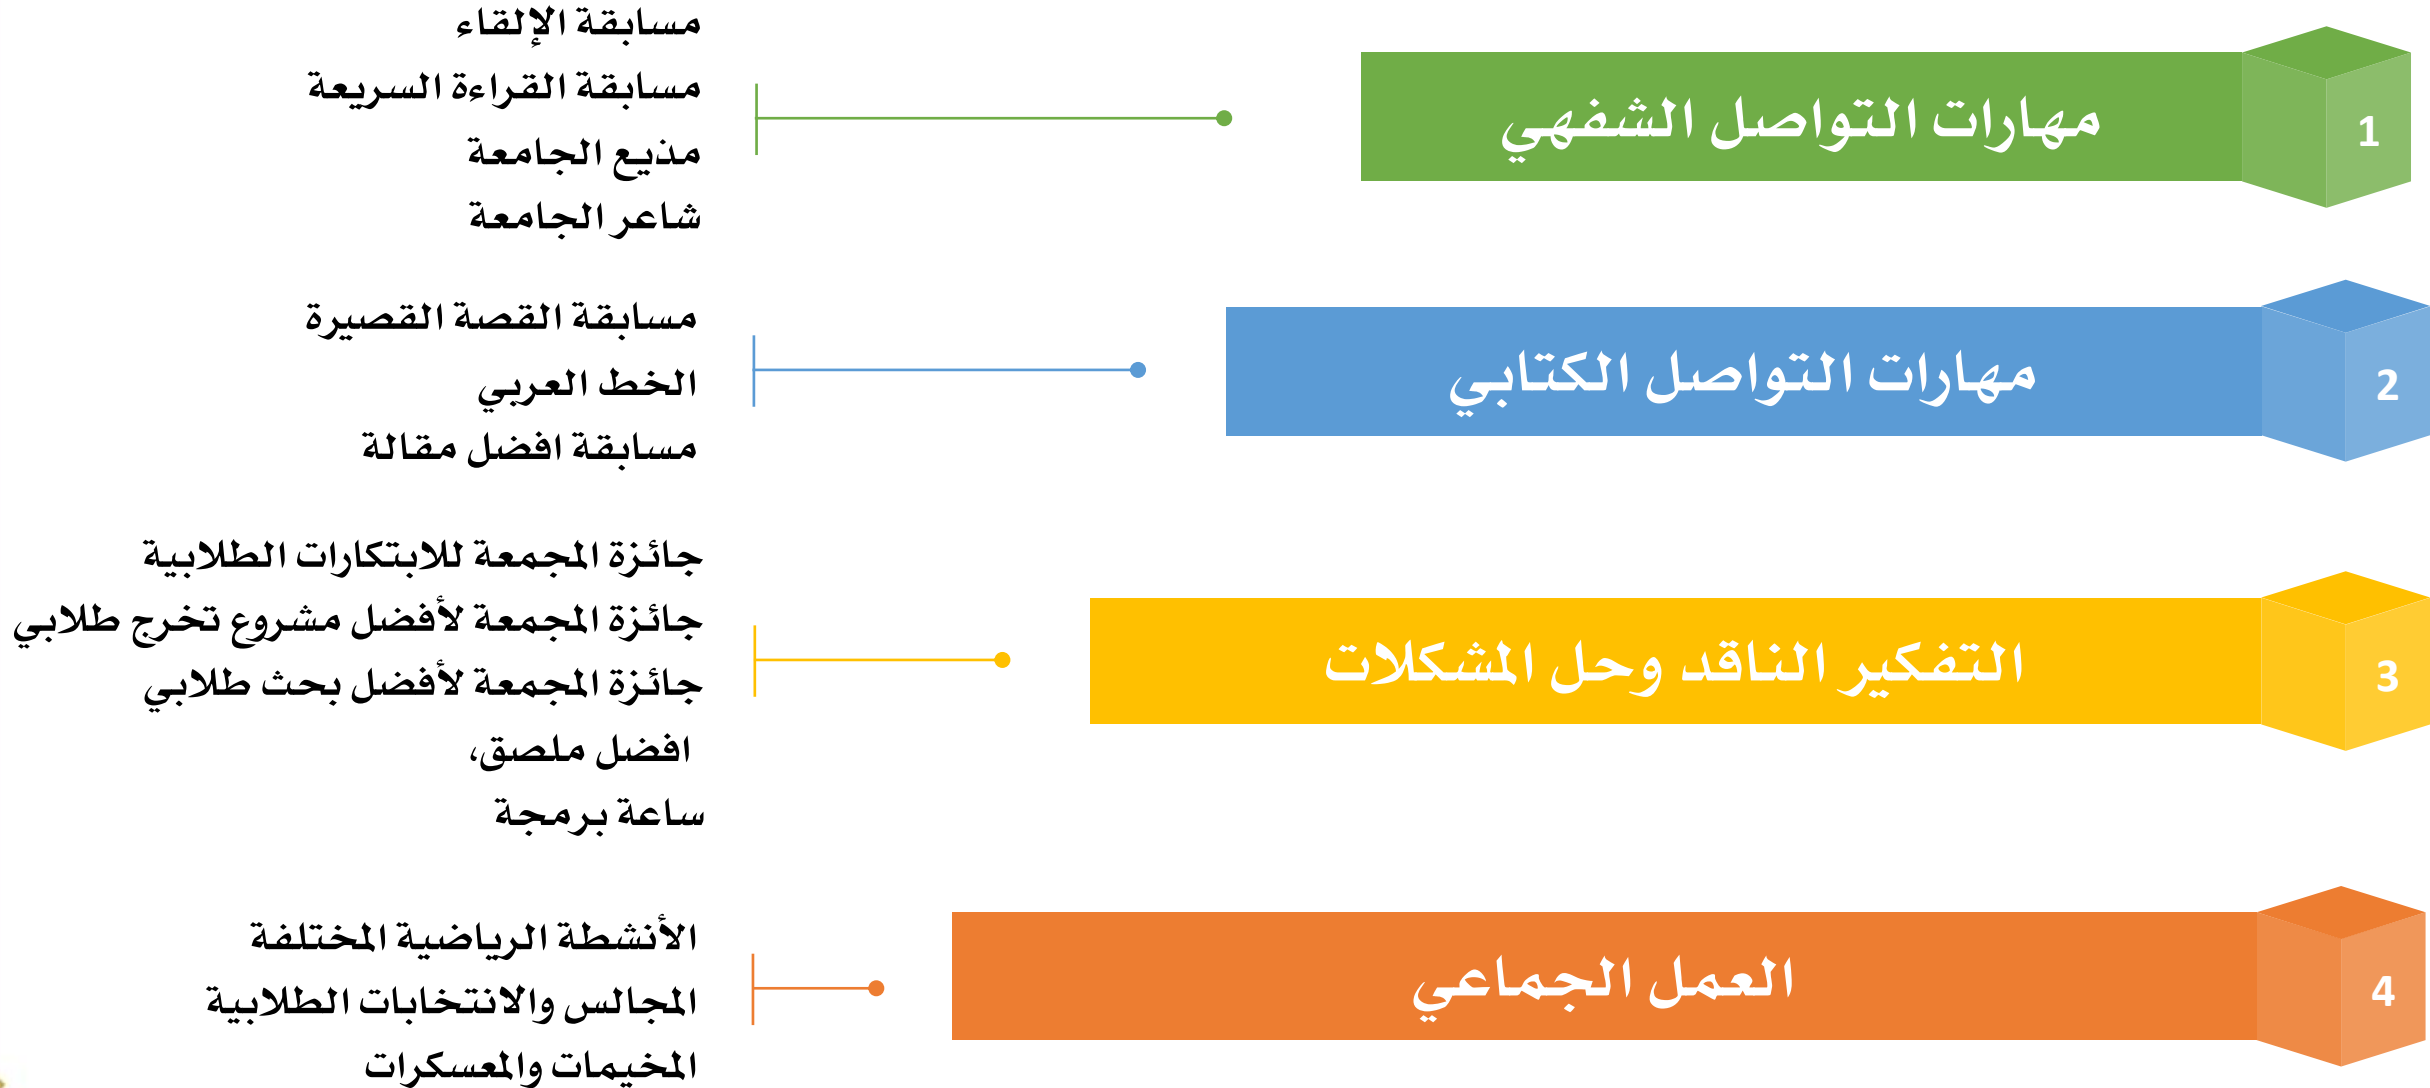 1
مهارات التواصل الشفهي
مسابقة الإلقاء
مسابقة القراءة السريعة
مذيع الجامعة
شاعر الجامعة
2
مهارات التواصل الكتابي
مسابقة القصة القصيرة
الخط العربي
مسابقة افضل مقالة
3
التفكير الناقد وحل المشكلات
جائزة المجمعة للابتكارات الطلابية
جائزة المجمعة لأفضل مشروع تخرج طلابي
جائزة المجمعة لأفضل بحث طلابي
افضل ملصق،
ساعة برمجة
4
العمل الجماعي
الأنشطة الرياضية المختلفة
المجالس والانتخابات الطلابية
المخيمات والمعسكرات